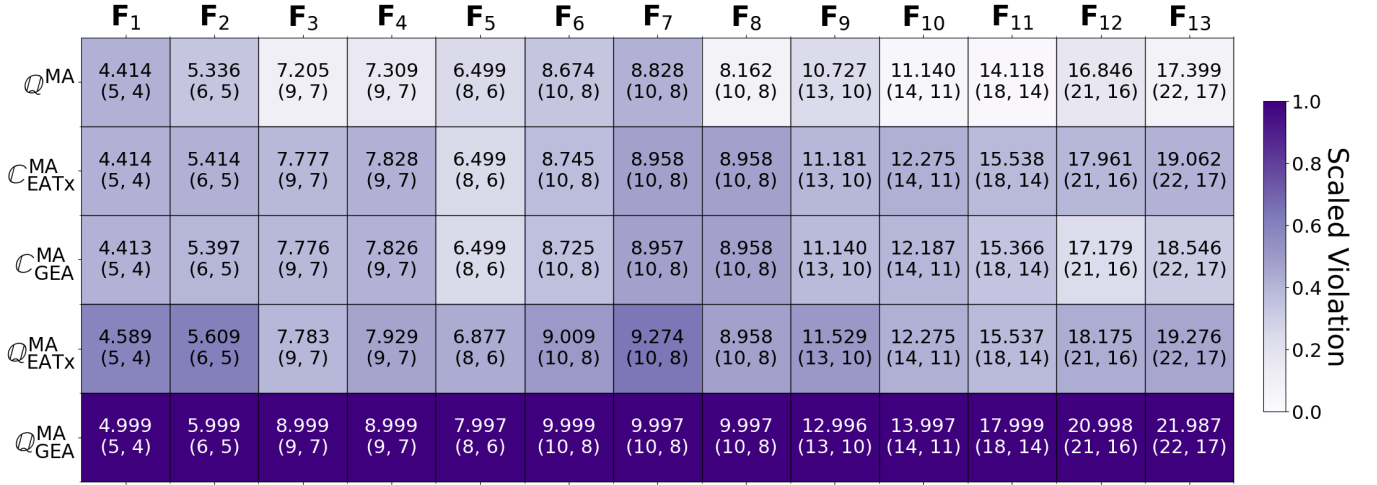 F1 F2 F3 F4 F5 F6 F7 F8 F9 F10 F11 F12 F13
ℚMA 4.414 5.336 7.205 7.309 6.499 8.674 8.828 8.162 10.727 11.140 14.118 16.846 17.399
(5, 4) (6, 5) (9, 7) (9, 7) (8, 6) (10, 8) (10, 8) (10, 8) (13, 10) (14, 11) (18, 14) (21, 16) (22, 17)
ℂMA EATx 4.414 5.414 7.777 7.828 6.499 8.745 8.958 8.958 11.181 12.275 15.538 17.961 19.062
(5, 4) (6, 5) (9, 7) (9, 7) (8, 6) (10, 8) (10, 8) (10, 8) (13, 10) (14, 11) (18, 14) (21, 16) (22, 17)
ℂMA GEA 4.413 5.397 7.776 7.826 6.499 8.725 8.957 8.958 11.140 12.187 15.366 17.179 18.546
(5, 4) (6, 5) (9, 7) (9, 7) (8, 6) (10, 8) (10, 8) (10, 8) (13, 10) (14, 11) (18, 14) (21, 16) (22, 17)
ℚMA EATx 4.589 5.609 7.783 7.929 6.877 9.009 9.274 8.958 11.529 12.275 15.537 18.175 19.276
(5, 4) (6, 5) (9, 7) (9, 7) (8, 6) (10, 8) (10, 8) (10, 8) (13, 10) (14, 11) (18, 14) (21, 16) (22, 17)
ℚMA GEA 4.999 5.999 8.999 8.999 7.997 9.999 9.997 9.997 12.996 13.997 17.999 20.998 21.987
(5, 4) (6, 5) (9, 7) (9, 7) (8, 6) (10, 8) (10, 8) (10, 8) (13, 10) (14, 11) (18, 14) (21, 16) (22, 17)
1.0
0.8
0.6
0.4
0.2
0.0
Scaled Violation